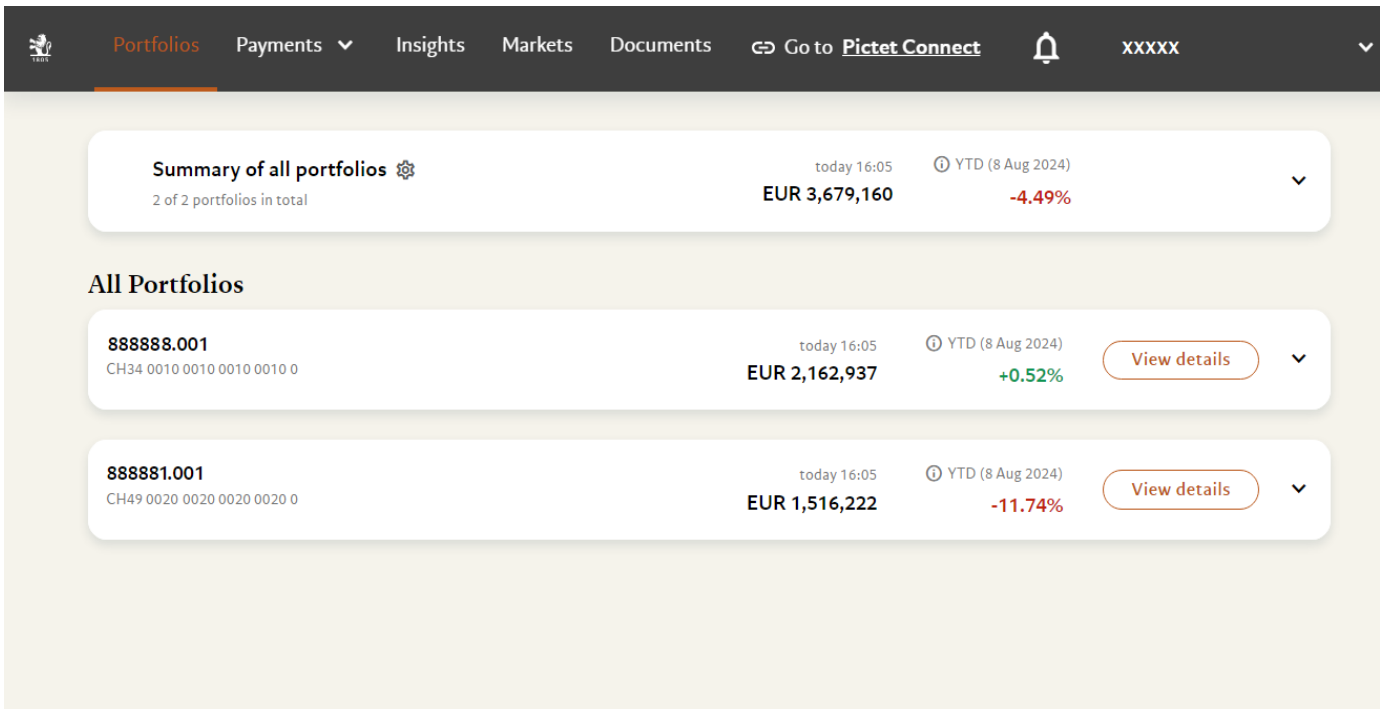 Portfolios Payments Insights Markets Documents Go to Pictet Connect XXXXX
1805
Summary of all portfolios
2 of 2 portfolios in total
today 16:05
EUR 3,679,160
YTD (8 Aug 2024)
-4.49%
All Portfolios
888888.001
CH34 0010 0010 0010 0010 0
today 16:05
EUR 2,162,937
YTD (8 Aug 2024)
+0.52%
View details
888881.001
CH49 0020 0020 0020 0020 0
today 16:05
EUR 1,516,222
YTD (8 Aug 2024)
-11.74%
View details